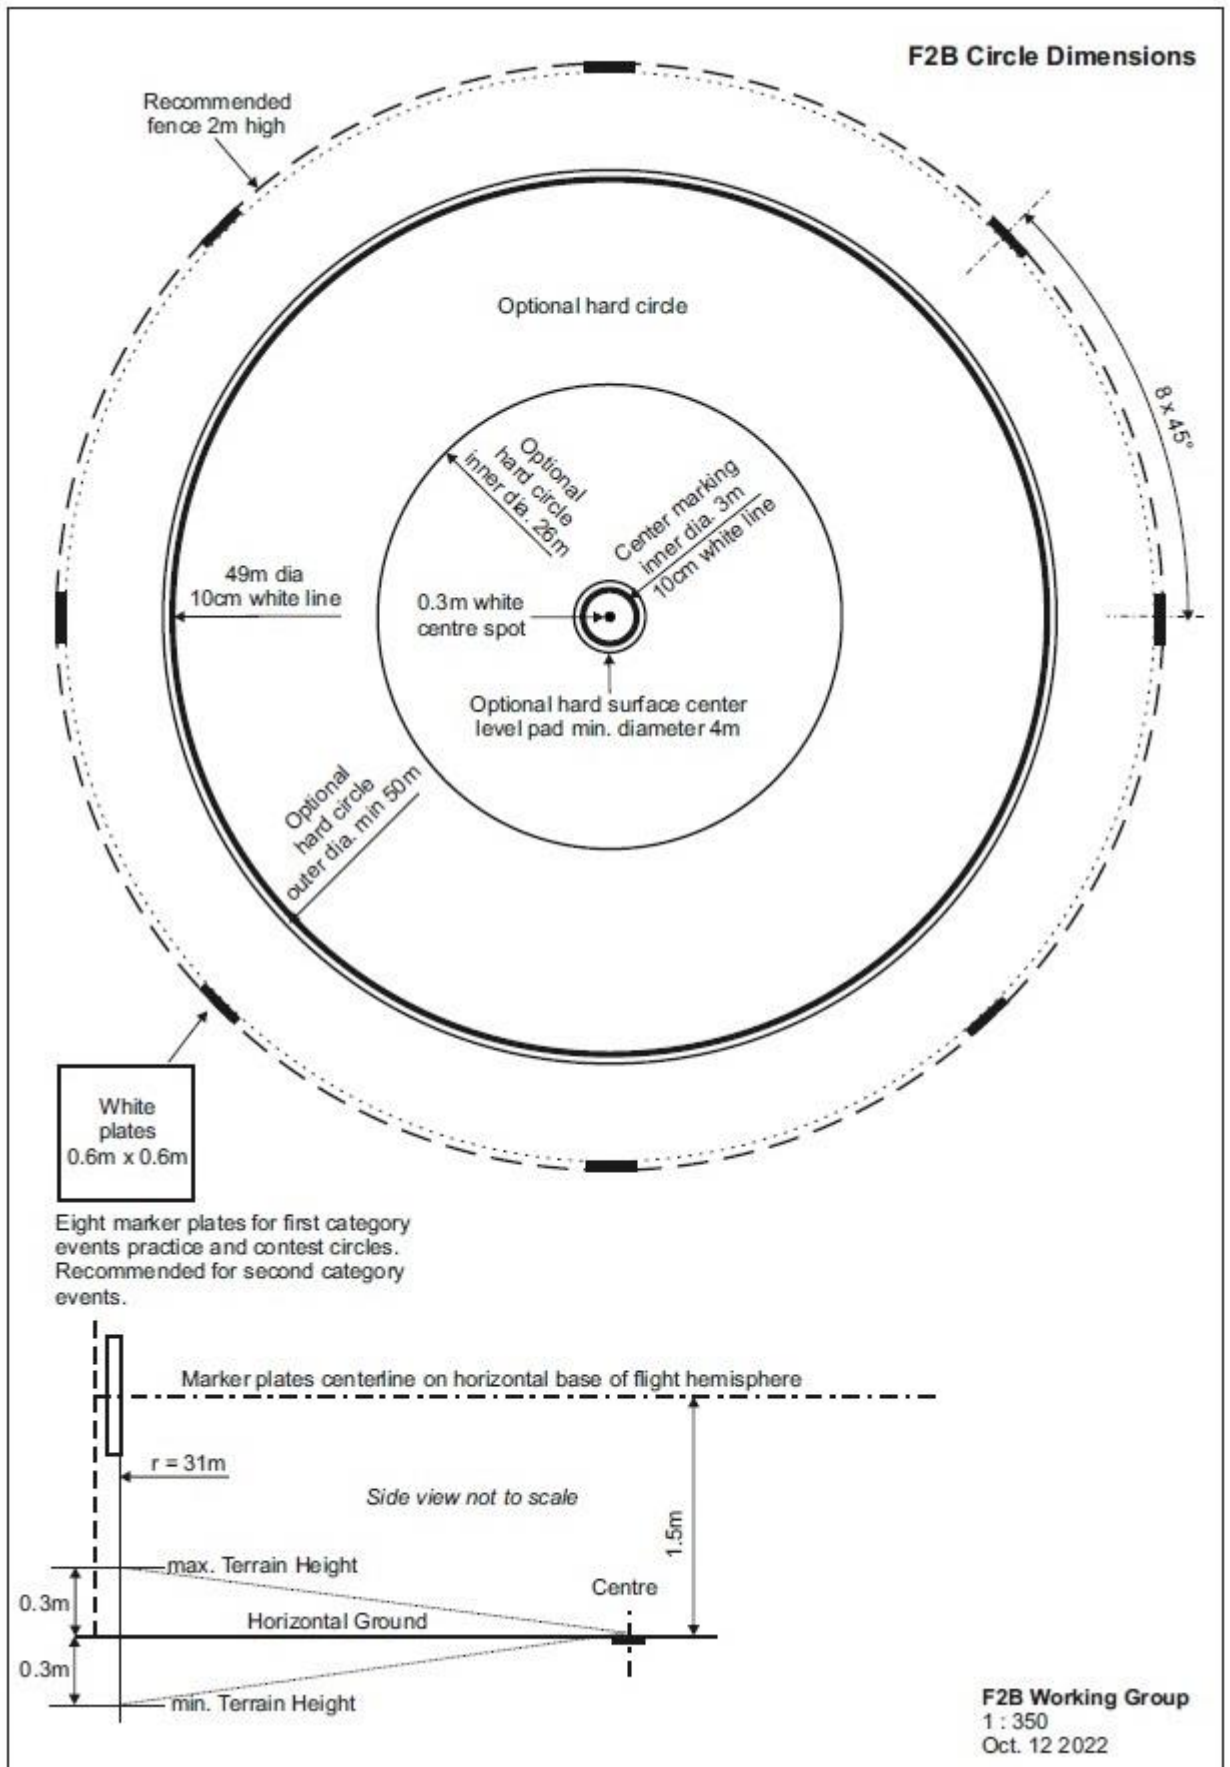 F2B Circle Dimensions
Recommended
fence 2m high
Optional hard circle
8 x 45°
Optional
hard circle
inner dia. 26m
Center marking
inner dia. 3m
10cm white line
49m dia
10cm white line
0.3m white
centre spot
Optional hard surface center
level pad min. diameter 4m
Optional
hard circle
outer dia. min 50m
White
plates
0.6m x 0.6m
Eight marker plates for first category
events practice and contest circles.
Recommended for second category
events.
Marker plates centerline on horizontal base of flight hemisphere
r = 31m
Side view not to scale
1.5m
max. Terrain Height
Centre
0.3m
Horizontal Ground
0.3m
min. Terrain Height
F2B Working Group
1 : 350
Oct. 12 2022